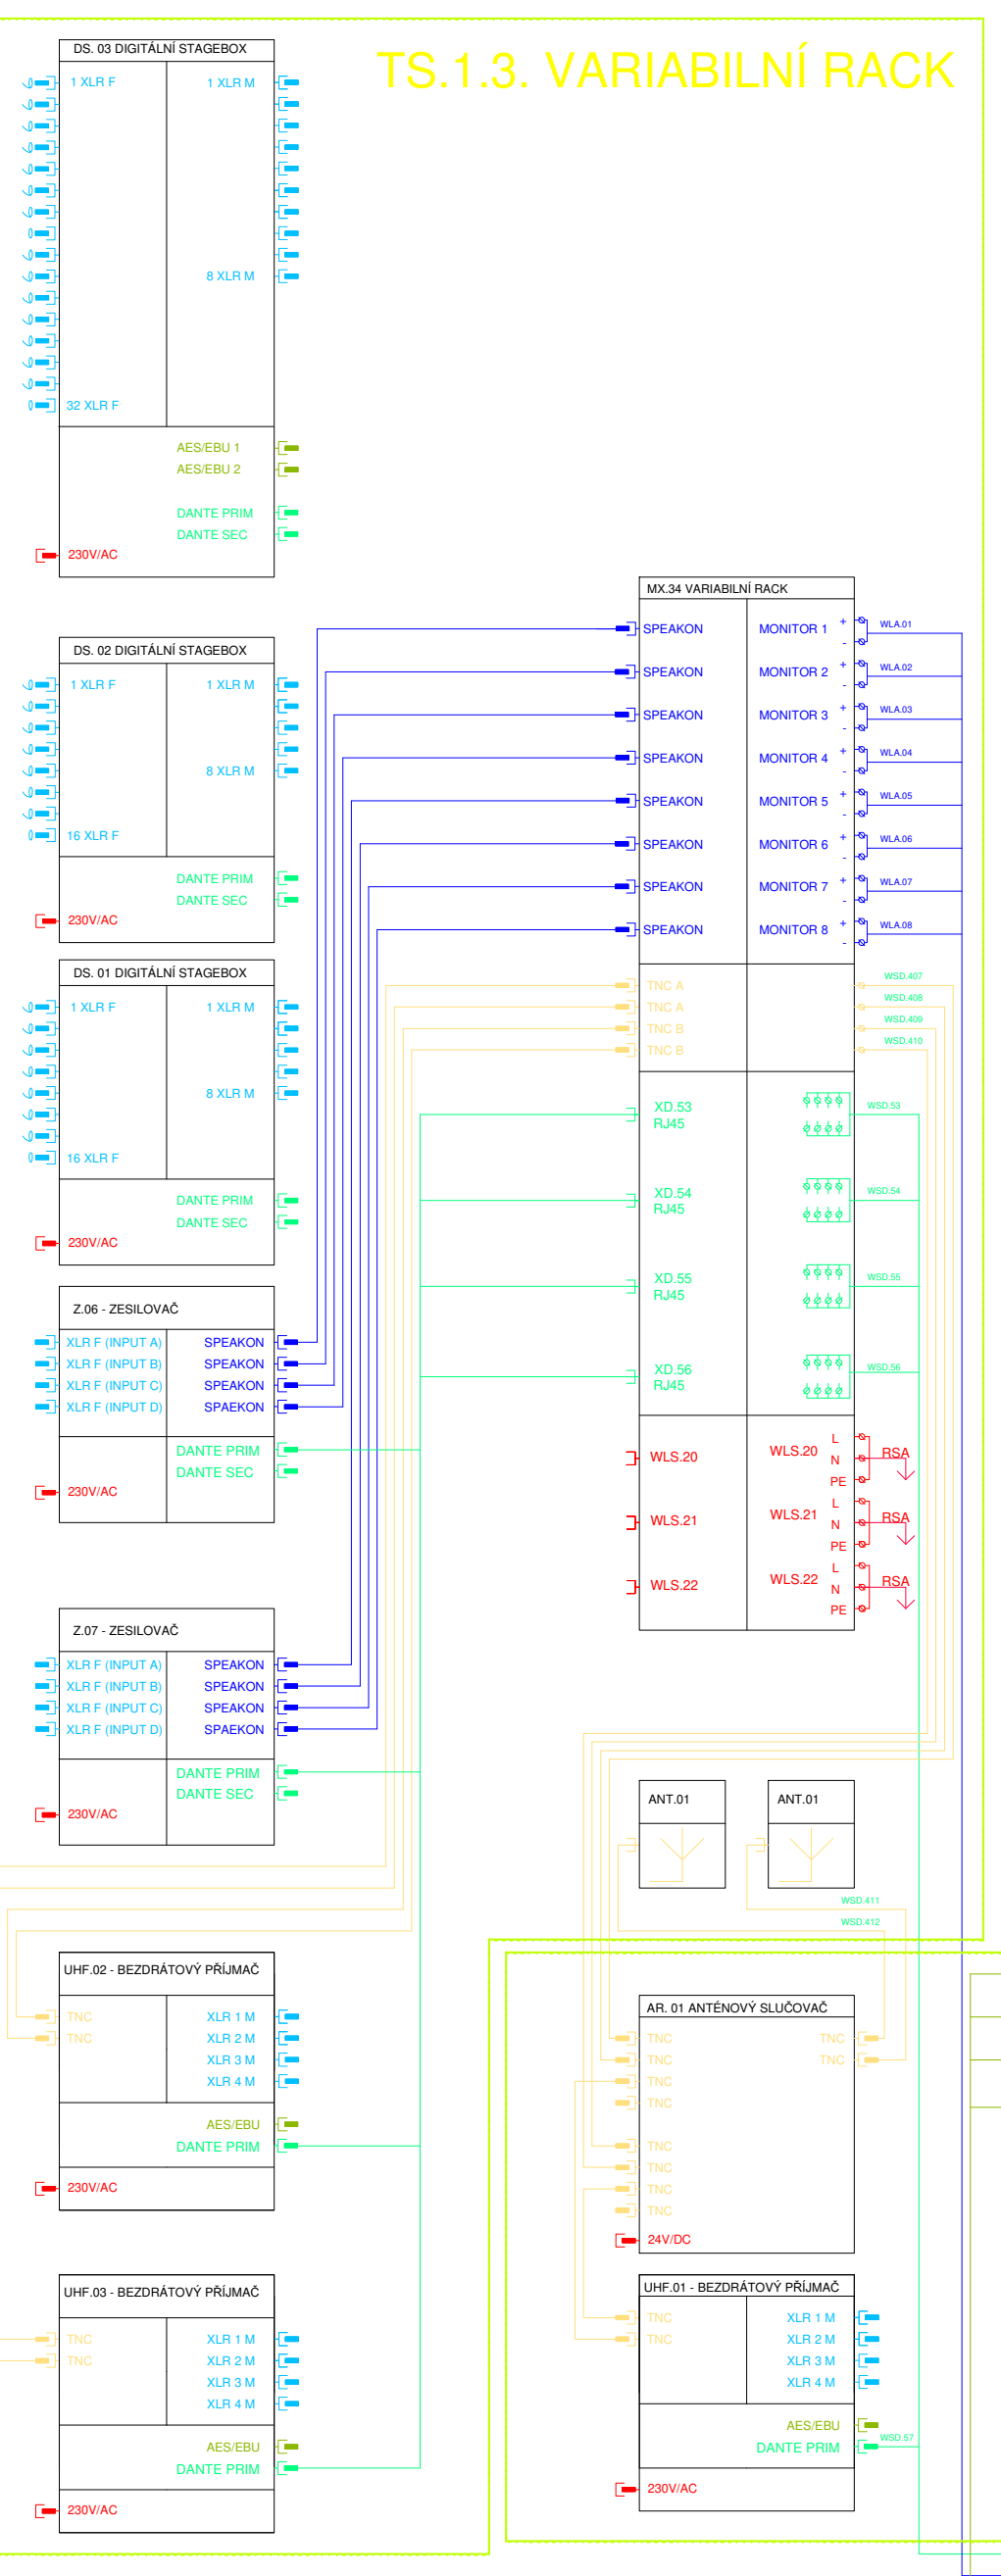 TS.1.3. VARIABILNÍ RACK
DS. 03 DIGITÁLNÍ STAGEBOX
1 XLR F
1 XLR M
8 XLR M
32 XLR F
AES/EBU 1
AES/EBU 2
DANTE PRIM
DANTE SEC
230V/AC
DS. 02 DIGITÁLNÍ STAGEBOX
1 XLR F
1 XLR M
8 XLR M
16 XLR F
DANTE PRIM
DANTE SEC
230V/AC
DS. 01 DIGITÁLNÍ STAGEBOX
1 XLR F
1 XLR M
8 XLR M
16 XLR F
DANTE PRIM
DANTE SEC
230V/AC
Z.06 - ZESILOVAČ
XLR F (INPUT A) SPEAKON
XLR F (INPUT B) SPEAKON
XLR F (INPUT C) SPEAKON
XLR F (INPUT D) SPAEKON
DANTE PRIM
DANTE SEC
230V/AC
Z.07 - ZESILOVAČ
XLR F (INPUT A) SPEAKON
XLR F (INPUT B) SPEAKON
XLR F (INPUT C) SPEAKON
XLR F (INPUT D) SPAEKON
DANTE PRIM
DANTE SEC
230V/AC
UHF.02 - BEZDRÁTOVÝ PŘÍJMAČ
TNC XLR 1 M
TNC XLR 2 M
XLR 3 M
XLR 4 M
AES/EBU
DANTE PRIM
230V/AC
UHF.03 - BEZDRÁTOVÝ PŘÍJMAČ
TNC XLR 1 M
TNC XLR 2 M
XLR 3 M
XLR 4 M
AES/EBU
DANTE PRIM
230V/AC
MX.34 VARIABILNÍ RACK
SPEAKON MONITOR 1 + - WLA.01
SPEAKON MONITOR 2 + - WLA.02
SPEAKON MONITOR 3 + - WLA.03
SPEAKON MONITOR 4 + - WLA.04
SPEAKON MONITOR 5 + - WLA.05
SPEAKON MONITOR 6 + - WLA.06
SPEAKON MONITOR 7 + - WLA.07
SPEAKON MONITOR 8 + - WLA.08
TNC A WSD.407
TNC A WSD.408
TNC B WSD.409
TNC B WSD.410
XD.53 WSD.53
RJ45
XD.54 WSD.54
RJ45
XD.55 WSD.55
RJ45
XD.56 WSD.56
RJ45
L
WLS.20 WLS.20 N RSA
PE
L
WLS.21 WLS.21 N RSA
PE
L
WLS.22 WLS.22 N RSA
PE
ANT.01 ANT.01
WSD.411
WSD.412
AR. 01 ANTÉNOVÝ SLUČOVAČ
TNC TNC
TNC TNC
TNC
TNC
TNC
TNC
TNC
TNC
24V/DC
UHF.01 - BEZDRÁTOVÝ PŘÍJMAČ
TNC XLR 1 M
TNC XLR 2 M
XLR 3 M
XLR 4 M
AES/EBU
DANTE PRIM WSD.57
230V/AC